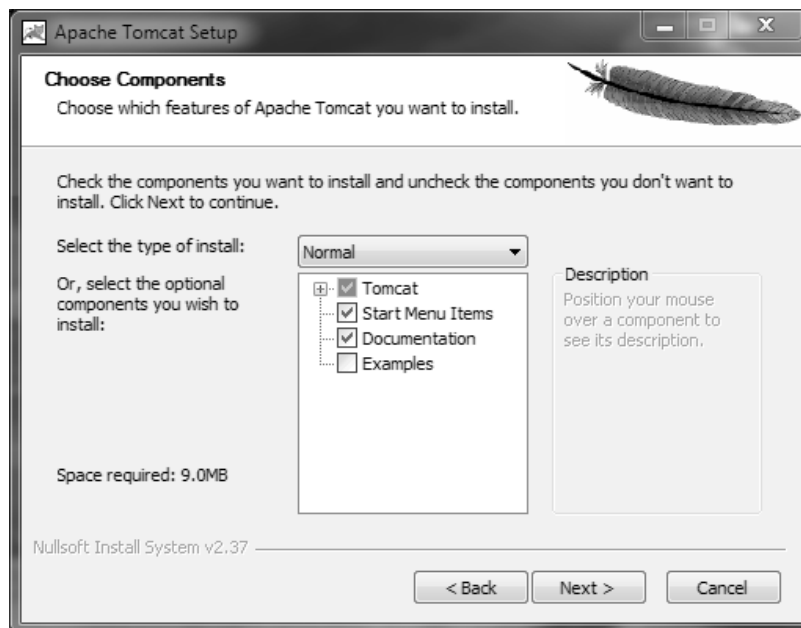 Apache Tomcat Setup
Choose Components
Choose which features of Apache Tomcat you want to install.
Check the components you want to install and uncheck the components you don't want to
install. Click Next to continue.
Select the type of install:
Normal
Or, select the optional
components you wish to
install:
Tomcat
Start Menu Items
Documentation
Examples
Description
Position your mouse
over a component to
see its description.
Space required: 9.0MB
Nullsoft Install System v2.37
< Back
Next >
Cancel